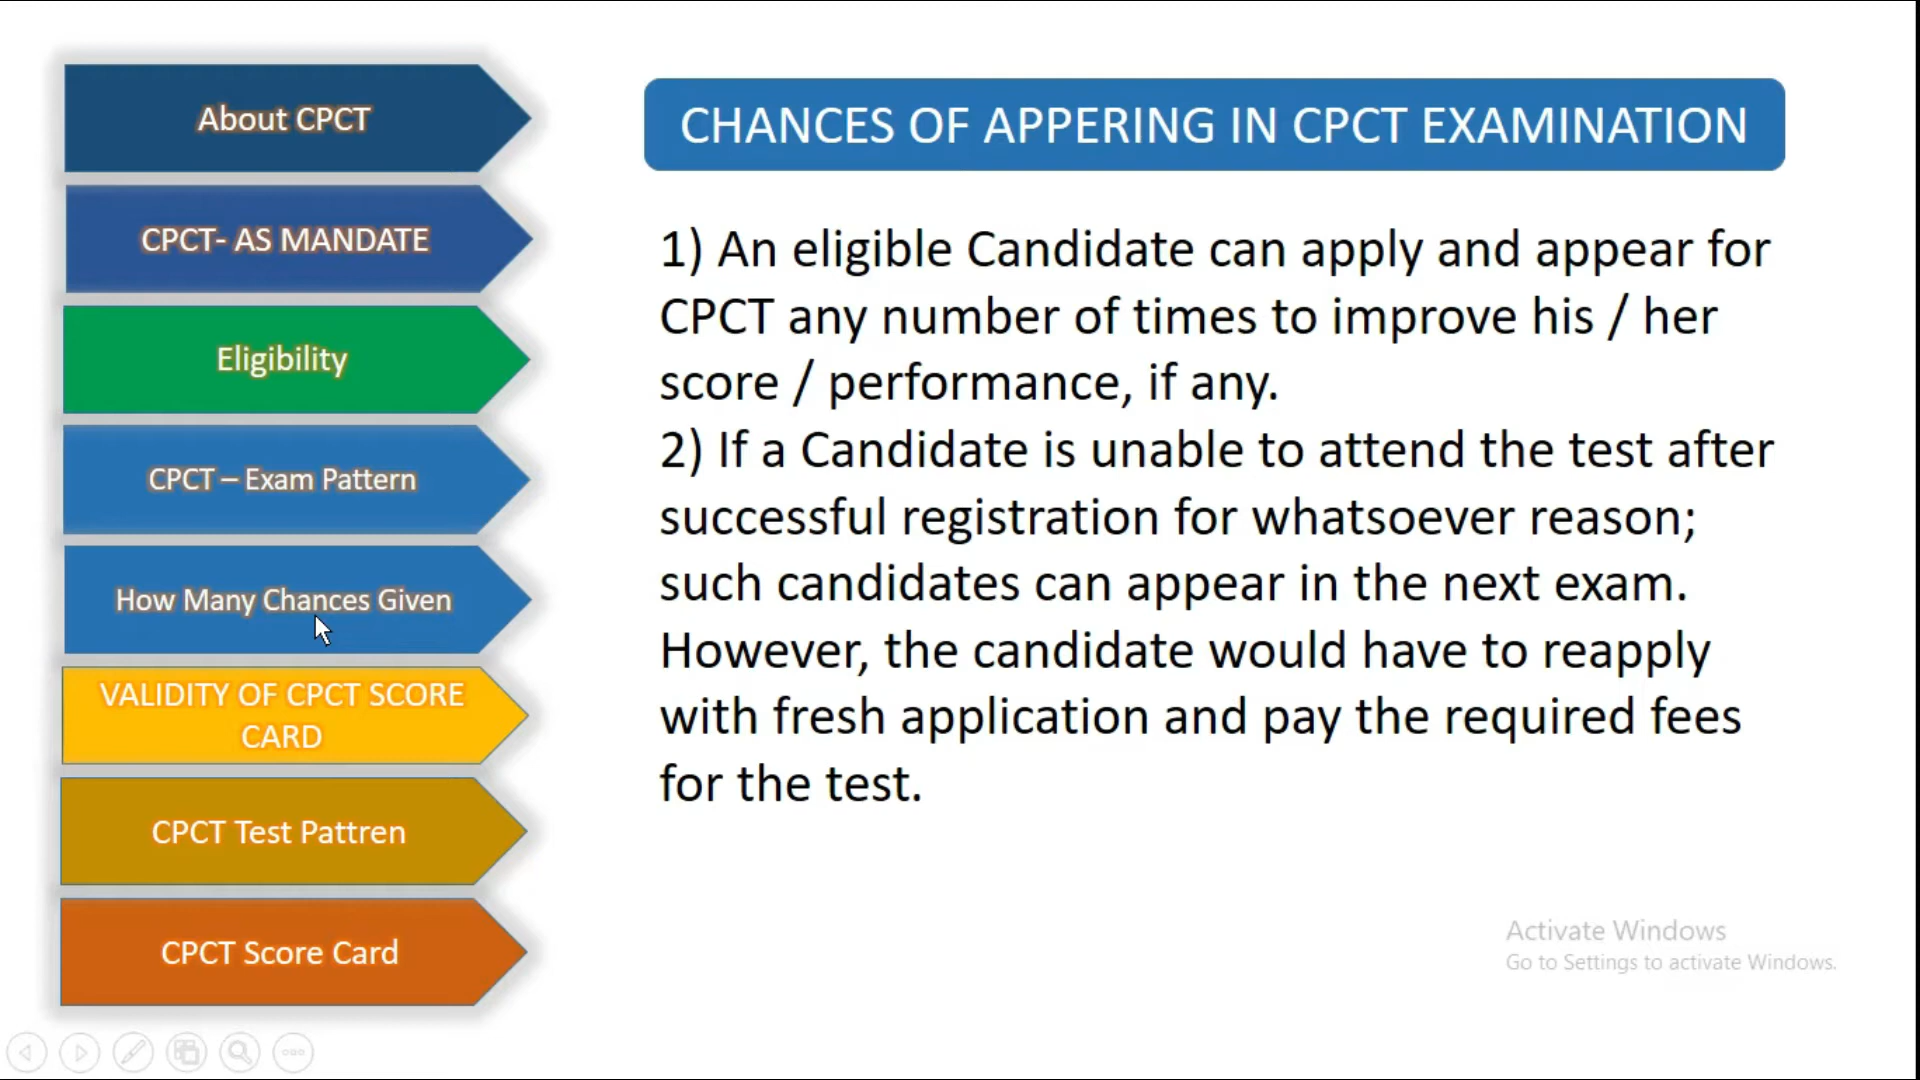 About CPCT
CPCT- AS MANDATE
Eligibility
CPCT – Exam Pattern
How Many Chances Given
VALIDITY OF CPCT SCORE
CARD
CPCT Test Pattren
CPCT Score Card
CHANCES OF APPERING IN CPCT EXAMINATION
1) An eligible Candidate can apply and appear for
CPCT any number of times to improve his / her
score / performance, if any.
2) If a Candidate is unable to attend the test after
successful registration for whatsoever reason;
such candidates can appear in the next exam.
However, the candidate would have to reapply
with fresh application and pay the required fees
for the test.
Activate Windows
Go to Settings to activate Windows.